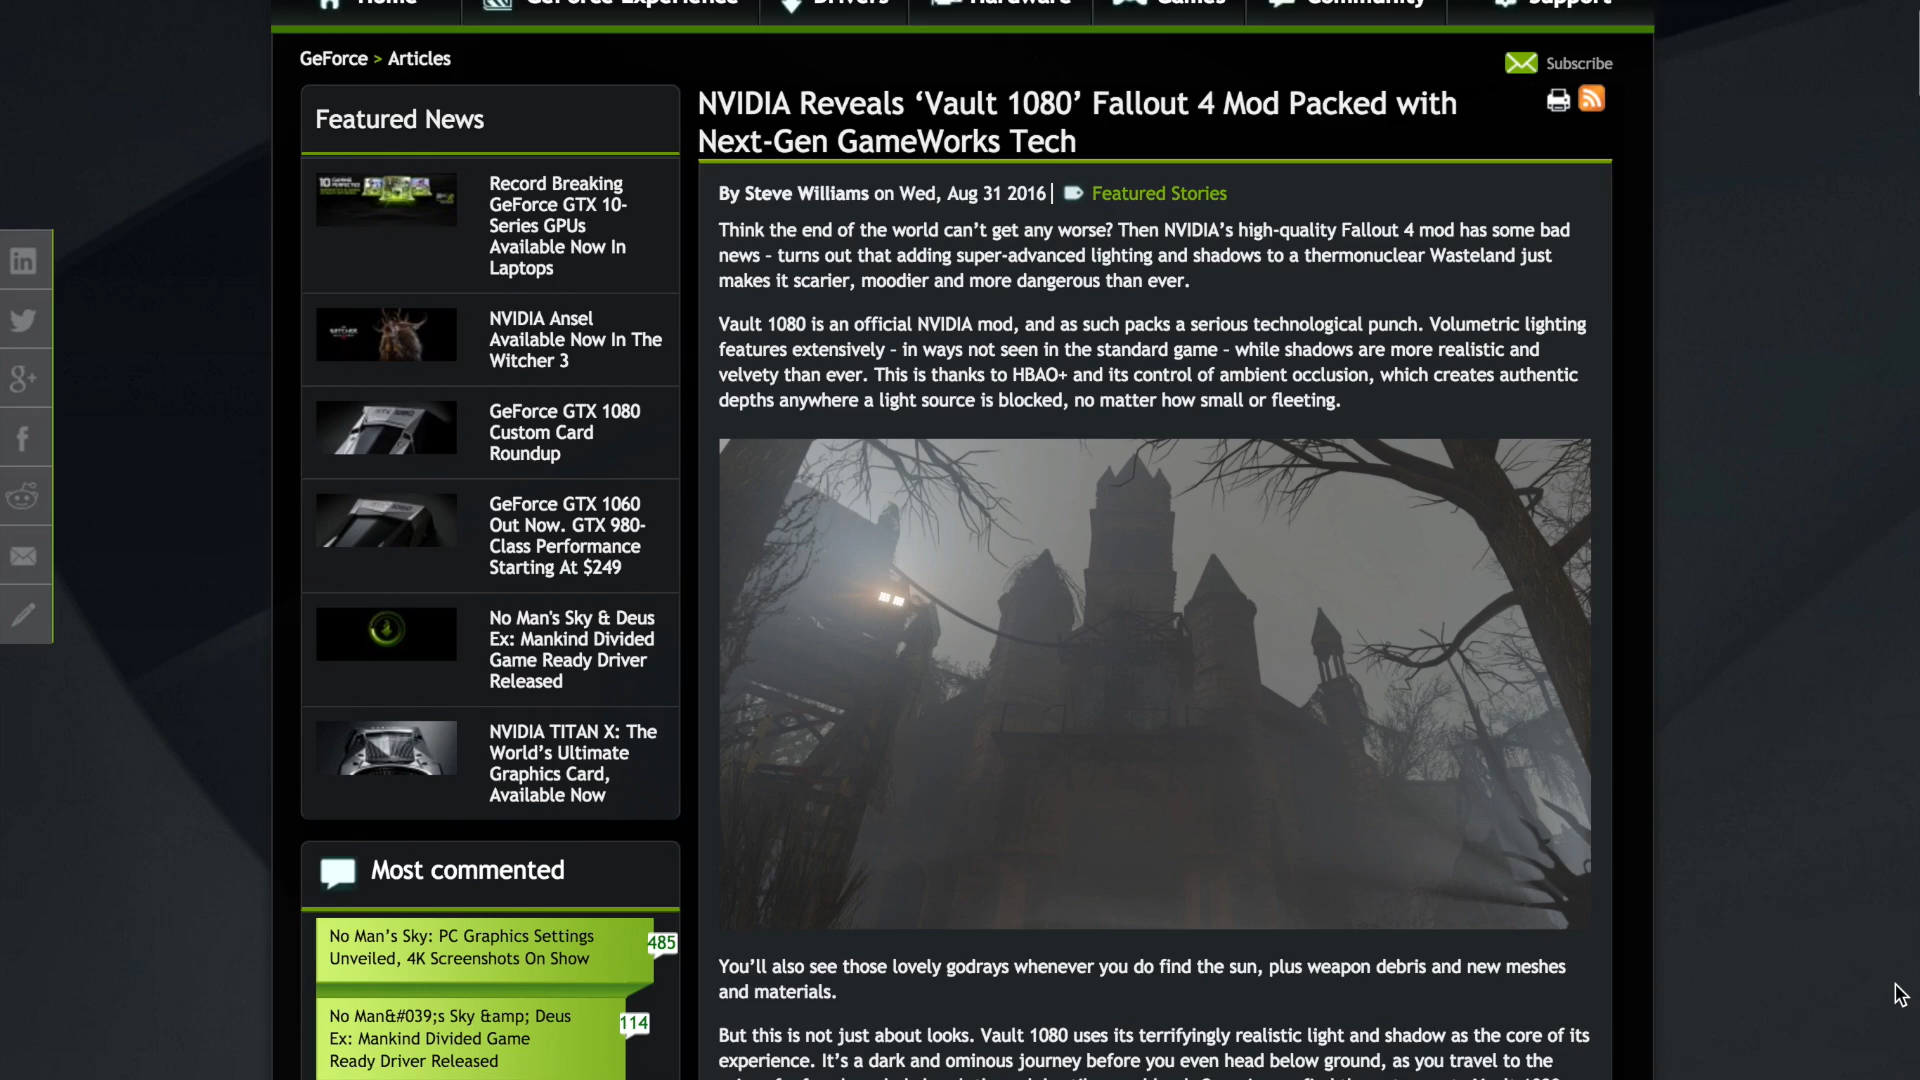 Home
GeForce Experience
Drivers
Hardware
Games
Community
Support
GeForce > Articles
Subscribe
Featured News
Record Breaking
GeForce GTX 10-
Series GPUs
Available Now In
Laptops
NVIDIA Ansel
Available Now In The
Witcher 3
GeForce GTX 1080
Custom Card
Roundup
GeForce GTX 1060
Out Now. GTX 980-
Class Performance
Starting At $249
No Man's Sky & Deus
Ex: Mankind Divided
Game Ready Driver
Released
NVIDIA TITAN X: The
World’s Ultimate
Graphics Card,
Available Now
Most commented
No Man’s Sky: PC Graphics Settings
Unveiled, 4K Screenshots On Show
485
No Man&#039;s Sky &amp; Deus
Ex: Mankind Divided Game
Ready Driver Released
114
NVIDIA Reveals ‘Vault 1080’ Fallout 4 Mod Packed with
Next-Gen GameWorks Tech
By Steve Williams on Wed, Aug 31 2016 | Featured Stories
Think the end of the world can’t get any worse? Then NVIDIA’s high-quality Fallout 4 mod has some bad
news – turns out that adding super-advanced lighting and shadows to a thermonuclear Wasteland just
makes it scarier, moodier and more dangerous than ever.
Vault 1080 is an official NVIDIA mod, and as such packs a serious technological punch. Volumetric lighting
features extensively – in ways not seen in the standard game – while shadows are more realistic and
velvety than ever. This is thanks to HBAO+ and its control of ambient occlusion, which creates authentic
depths anywhere a light source is blocked, no matter how small or fleeting.
You’ll also see those lovely godrays whenever you do find the sun, plus weapon debris and new meshes
and materials.
But this is not just about looks. Vault 1080 uses its terrifyingly realistic light and shadow as the core of its
experience. It’s a dark and ominous journey before you even head below ground, as you travel to the